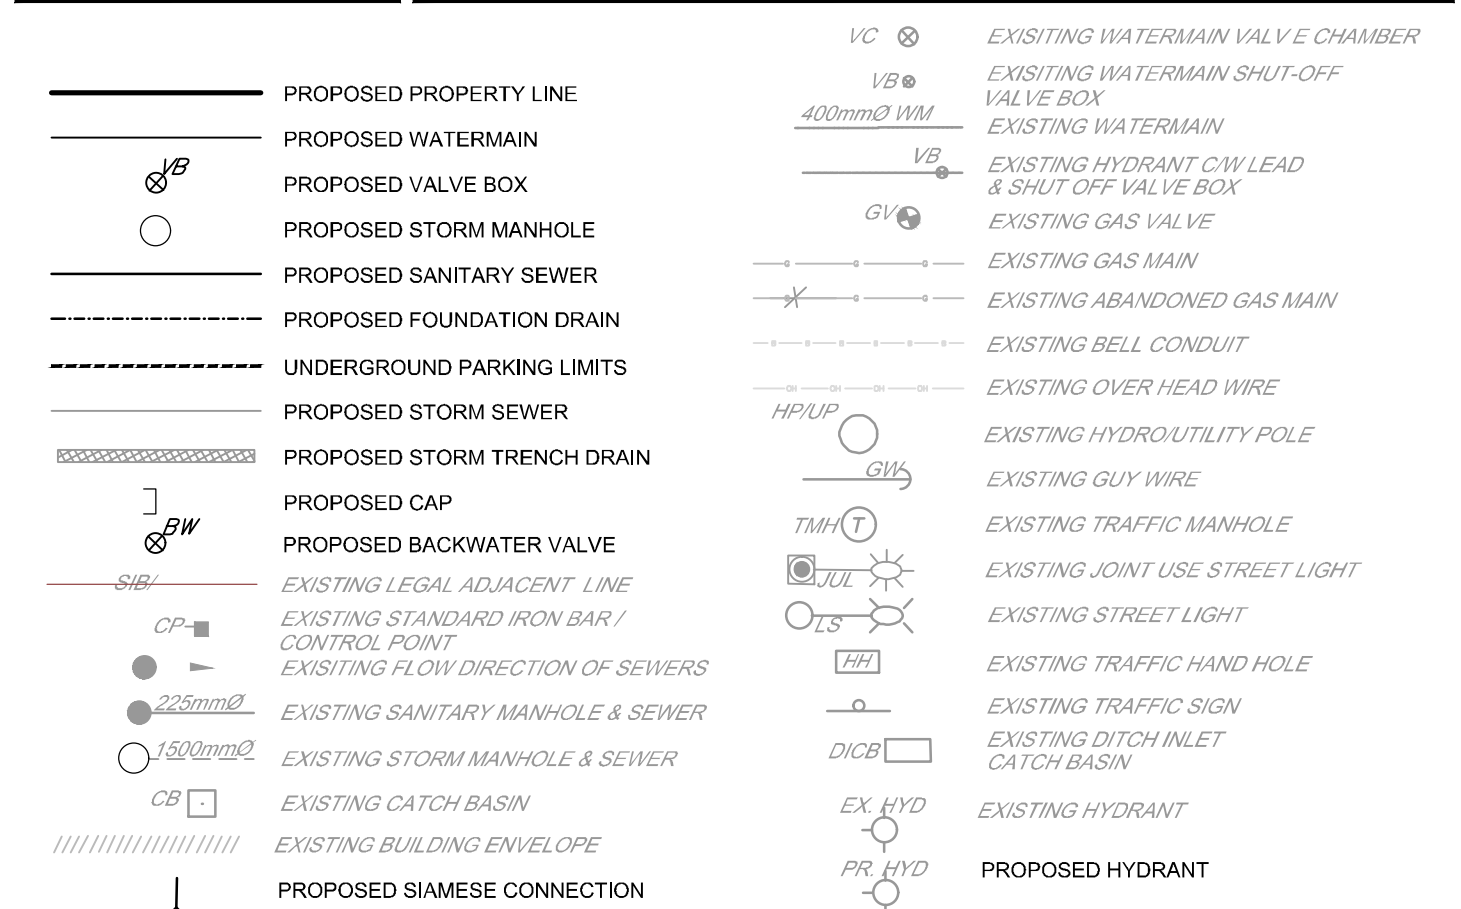 PROPOSED PROPERTY LINE
PROPOSED WATERMAIN
VB
PROPOSED VALVE BOX
PROPOSED STORM MANHOLE
PROPOSED SANITARY SEWER
PROPOSED FOUNDATION DRAIN
UNDERGROUND PARKING LIMITS
PROPOSED STORM SEWER
PROPOSED STORM TRENCH DRAIN
PROPOSED CAP
BW
PROPOSED BACKWATER VALVE
SIB/ EXISTING LEGAL ADJACENT LINE
CP EXISTING STANDARD IRON BAR /
CONTROL POINT
EXISITING FLOW DIRECTION OF SEWERS
225mmØ EXISTING SANITARY MANHOLE & SEWER
1500mmØ EXISTING STORM MANHOLE & SEWER
CB EXISTING CATCH BASIN
EXISTING BUILDING ENVELOPE
PROPOSED SIAMESE CONNECTION
VC EXISITING WATERMAIN VALV E CHAMBER
VB EXISITING WATERMAIN SHUT-OFF
VALVE BOX
400mmØ WM EXISTING WATERMAIN
VB EXISTING HYDRANT C/W LEAD
& SHUT OFF VALVE BOX
GV EXISTING GAS VALVE
G G G EXISTING GAS MAIN
G G G EXISTING ABANDONED GAS MAIN
B B B B B B EXISTING BELL CONDUIT
OH OH OH OH EXISTING OVER HEAD WIRE
HP/UP EXISTING HYDRO/UTILITY POLE
GW EXISTING GUY WIRE
TMH T EXISTING TRAFFIC MANHOLE
JUL EXISTING JOINT USE STREET LIGHT
LS EXISTING STREET LIGHT
HH EXISTING TRAFFIC HAND HOLE
EXISTING TRAFFIC SIGN
DICB EXISTING DITCH INLET
CATCH BASIN
EX. HYD EXISTING HYDRANT
PR. HYD PROPOSED HYDRANT